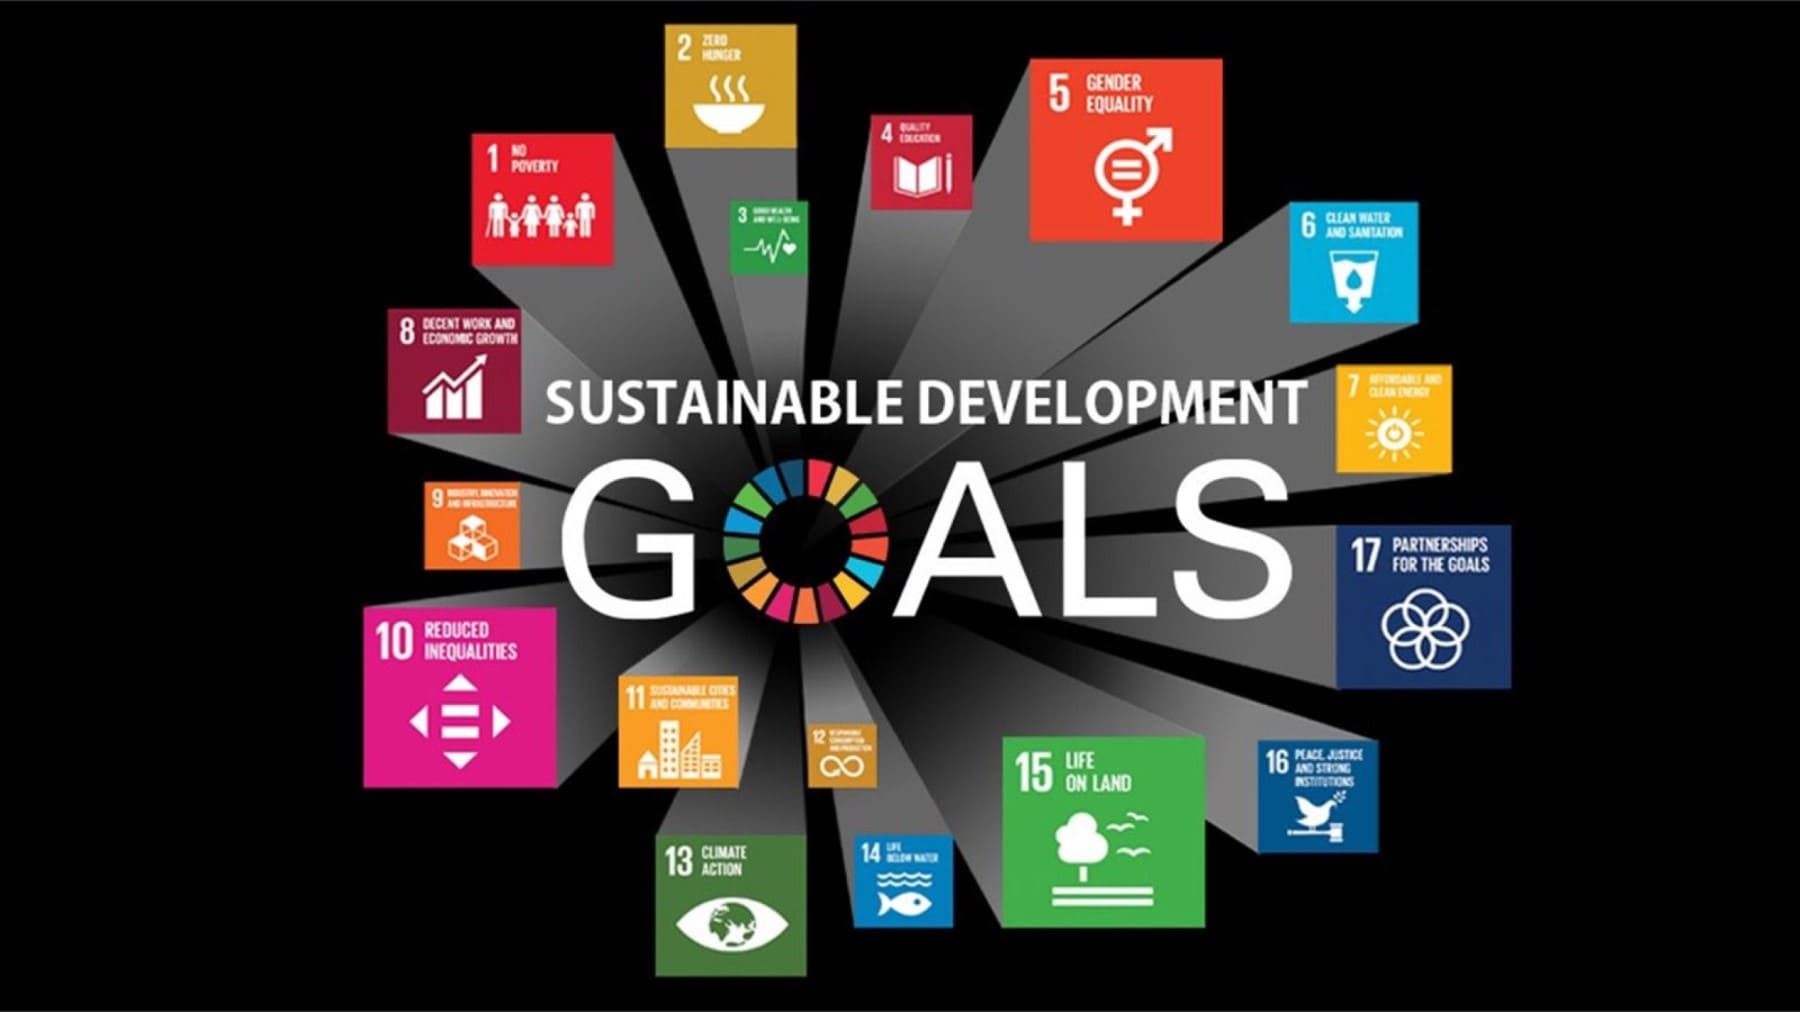 2 ZERO
HUNGER
5 GENDER
EQUALITY
4 QUALITY
EDUCATION
1 NO
POVERTY
3 GOOD HEALTH
AND WELL-BEING
6 CLEAN WATER
AND SANITATION
8 DECENT WORK AND
ECONOMIC GROWTH
7 AFFORDABLE AND
CLEAN ENERGY
SUSTAINABLE DEVELOPMENT
GOALS
9 INDUSTRY, INNOVATION
AND INFRASTRUCTURE
17 PARTNERSHIPS
FOR THE GOALS
10 REDUCED
INEQUALITIES
11 SUSTAINABLE CITIES
AND COMMUNITIES
12 RESPONSIBLE
CONSUMPTION
AND PRODUCTION
15 LIFE
ON LAND
16 PEACE, JUSTICE
AND STRONG
INSTITUTIONS
13 CLIMATE
ACTION
14 LIFE
BELOW WATER